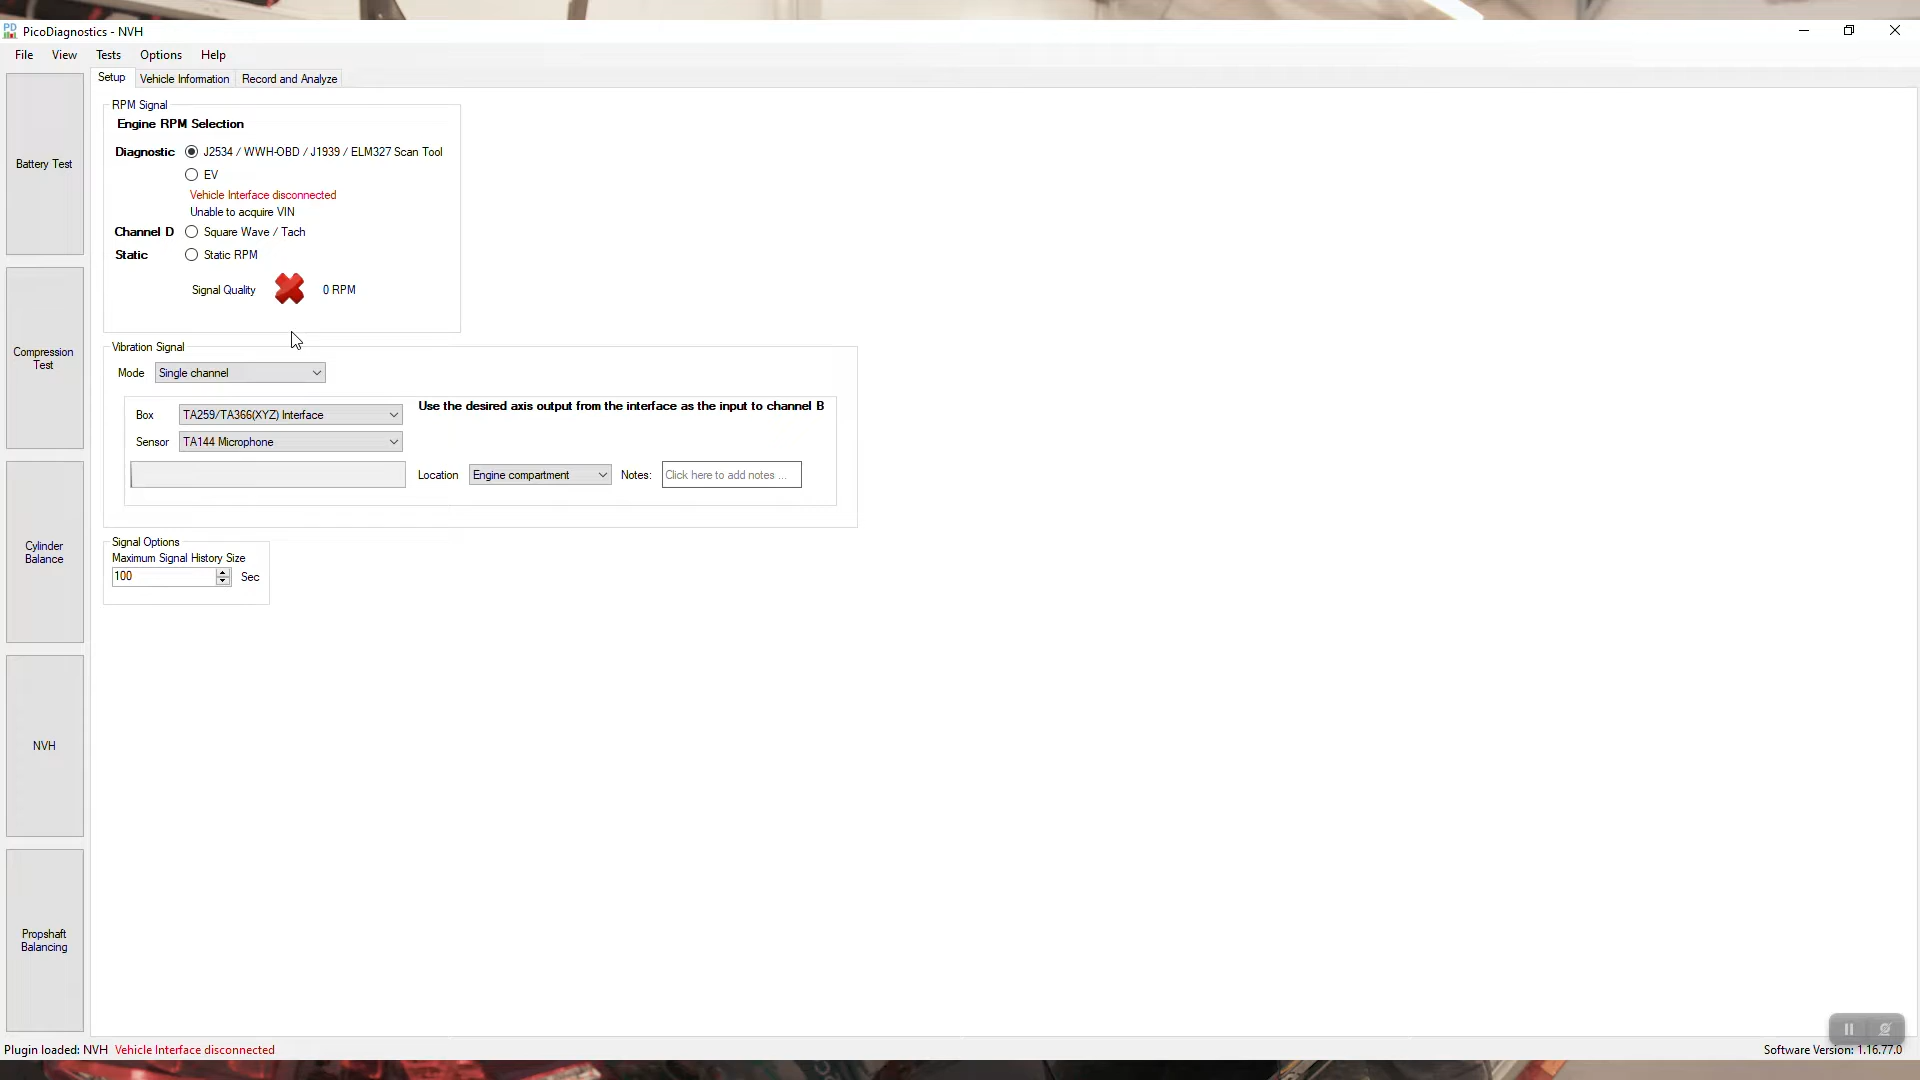 PicoDiagnostics - NVH
File View Tests Options Help
Setup Vehicle Information Record and Analyze
Battery Test
Compression
Test
Cylinder
Balance
NVH
Propshaft
Balancing
RPM Signal
Engine RPM Selection
Diagnostic J2534 / WWH-OBD / J1939 / ELM327 Scan Tool
EV
Vehicle Interface disconnected
Unable to acquire VIN
Channel D Square Wave / Tach
Static Static RPM
Signal Quality 0 RPM
Vibration Signal
Mode Single channel
Box TA259/TA366(XYZ) Interface Use the desired axis output from the interface as the input to channel B
Sensor TA144 Microphone
Location Engine compartment Notes: Click here to add notes ...
Signal Options
Maximum Signal History Size
100 Sec
Plugin loaded: NVH Vehicle Interface disconnected Software Version: 1.16.77.0